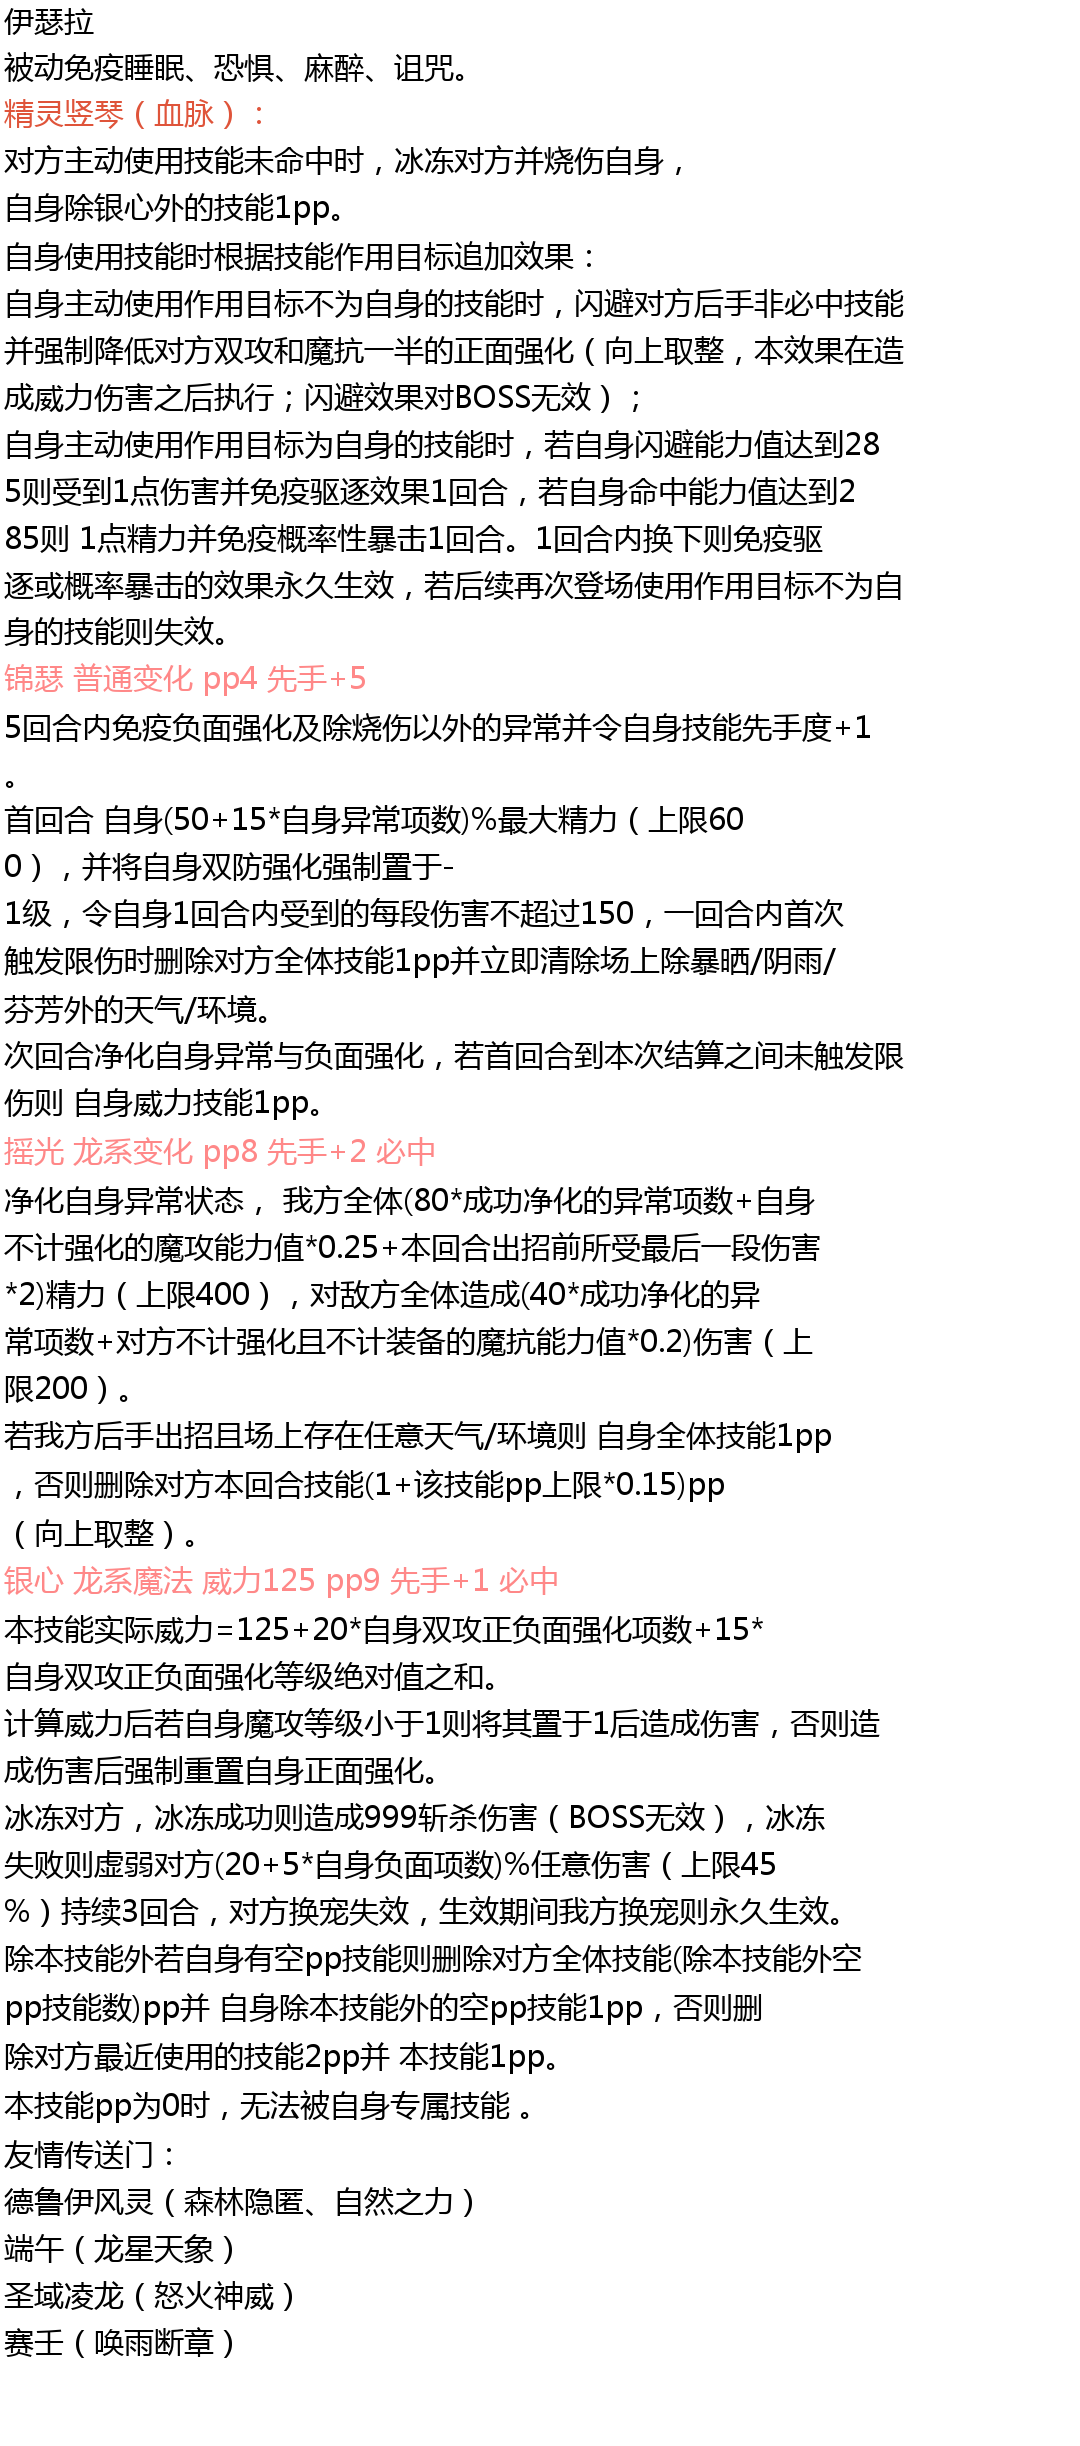 伊瑟拉
被动免疫睡眠、恐惧、麻醉、诅咒。
精灵竖琴（血脉）：
对方主动使用技能未命中时，冰冻对方并烧伤自身，
自身除银心外的技能1pp。
自身使用技能时根据技能作用目标追加效果：
自身主动使用作用目标不为自身的技能时，闪避对方后手非必中技能
并强制降低对方双攻和魔抗一半的正面强化（向上取整，本效果在造
成威力伤害之后执行；闪避效果对BOSS无效）；
自身主动使用作用目标为自身的技能时，若自身闪避能力值达到28
5则受到1点伤害并免疫驱逐效果1回合，若自身命中能力值达到2
85则 1点精力并免疫概率性暴击1回合。1回合内换下则免疫驱
逐或概率暴击的效果永久生效，若后续再次登场使用作用目标不为自
身的技能则失效。
锦瑟 普通变化 pp4 先手+5
5回合内免疫负面强化及除烧伤以外的异常并令自身技能先手度+1
。
首回合 自身(50+15*自身异常项数)%最大精力（上限60
0），并将自身双防强化强制置于-
1级，令自身1回合内受到的每段伤害不超过150，一回合内首次
触发限伤时删除对方全体技能1pp并立即清除场上除暴晒/阴雨/
芬芳外的天气/环境。
次回合净化自身异常与负面强化，若首回合到本次结算之间未触发限
伤则 自身威力技能1pp。
摇光 龙系变化 pp8 先手+2 必中
净化自身异常状态， 我方全体(80*成功净化的异常项数+自身
不计强化的魔攻能力值*0.25+本回合出招前所受最后一段伤害
*2)精力（上限400），对敌方全体造成(40*成功净化的异
常项数+对方不计强化且不计装备的魔抗能力值*0.2)伤害（上
限200）。
若我方后手出招且场上存在任意天气/环境则 自身全体技能1pp
，否则删除对方本回合技能(1+该技能pp上限*0.15)pp
（向上取整）。
银心 龙系魔法 威力125 pp9 先手+1 必中
本技能实际威力=125+20*自身双攻正负面强化项数+15*
自身双攻正负面强化等级绝对值之和。
计算威力后若自身魔攻等级小于1则将其置于1后造成伤害，否则造
成伤害后强制重置自身正面强化。
冰冻对方，冰冻成功则造成999斩杀伤害（BOSS无效），冰冻
失败则虚弱对方(20+5*自身负面项数)%任意伤害（上限45
%）持续3回合，对方换宠失效，生效期间我方换宠则永久生效。
除本技能外若自身有空pp技能则删除对方全体技能(除本技能外空
pp技能数)pp并 自身除本技能外的空pp技能1pp，否则删
除对方最近使用的技能2pp并 本技能1pp。
本技能pp为0时，无法被自身专属技能 。
友情传送门：
德鲁伊风灵（森林隐匿、自然之力）
端午（龙星天象）
圣域凌龙（怒火神威）
赛壬（唤雨断章）